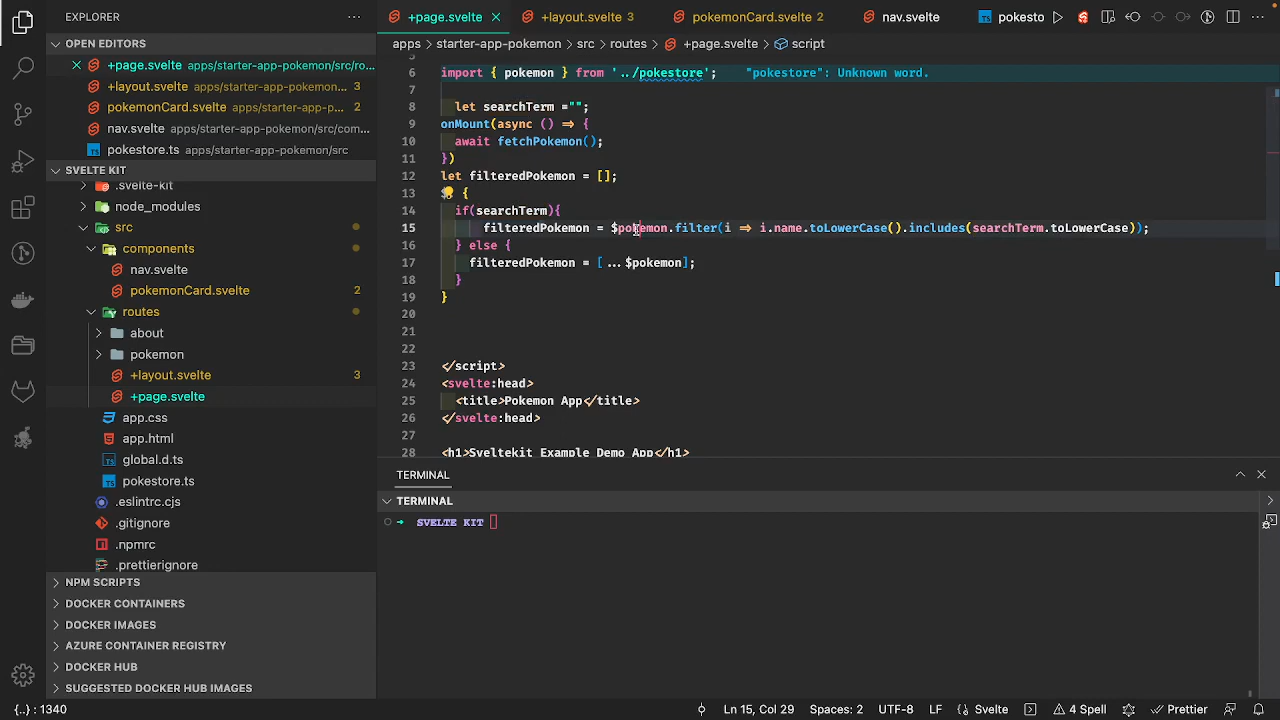 EXPLORER
OPEN EDITORS
+page.svelte apps/starter-app-pokemon/src/ro...
+layout.svelte apps/starter-app-pokemon... 3
pokemonCard.svelte apps/starter-app-p... 2
nav.svelte apps/starter-app-pokemon/src/com...
pokestore.ts apps/starter-app-pokemon/src
SVELTE KIT
.svelte-kit
node_modules
src
components
nav.svelte
pokemonCard.svelte 2
routes
about
pokemon
+layout.svelte 3
+page.svelte
app.css
app.html
global.d.ts
pokestore.ts
.eslintrc.cjs
.gitignore
.npmrc
.prettierignore
NPM SCRIPTS
DOCKER CONTAINERS
DOCKER IMAGES
AZURE CONTAINER REGISTRY
DOCKER HUB
SUGGESTED DOCKER HUB IMAGES
+page.svelte +layout.svelte 3 pokemonCard.svelte 2 nav.svelte pokesto
apps > starter-app-pokemon > src > routes > +page.svelte > script
6 import { pokemon } from '../pokestore'; "pokestore": Unknown word.
7
8 let searchTerm ="";
9 onMount(async () => {
10 await fetchPokemon();
11 })
12 let filteredPokemon = [];
13 {
14 if(searchTerm){
15 filteredPokemon = $pokemon.filter(i => i.name.toLowerCase().includes(searchTerm.toLowerCase));
16 } else {
17 filteredPokemon = [...$pokemon];
18 }
19 }
20
21
22
23 </script>
24 <svelte:head>
25 <title>Pokemon App</title>
26 </svelte:head>
27
28 <h1>Sveltekit Example Demo App</h1>
TERMINAL
TERMINAL
SVELTE KIT
{..} : 1340 Ln 15, Col 29 Spaces: 2 UTF-8 LF Svelte 4 Spell Prettier